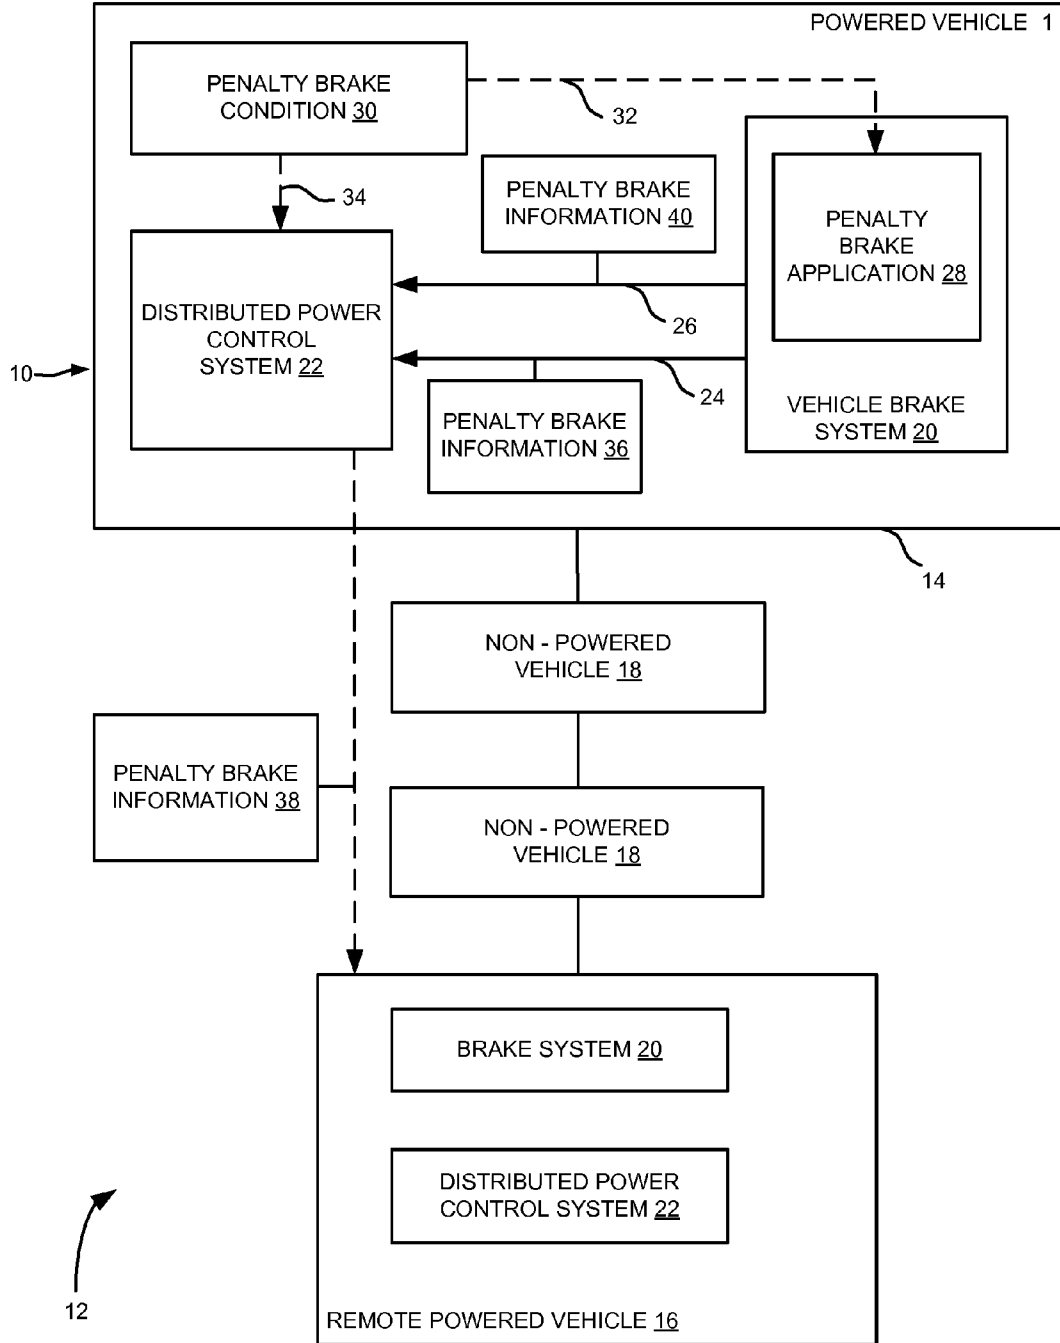 POWERED VEHICLE 1
PENALTY BRAKE
CONDITION 30
32
34
PENALTY BRAKE
INFORMATION 40
PENALTY
BRAKE
APPLICATION 28
DISTRIBUTED POWER
CONTROL
SYSTEM 22
26
10
24
PENALTY BRAKE
INFORMATION 36
VEHICLE BRAKE
SYSTEM 20
14
NON - POWERED
VEHICLE 18
PENALTY BRAKE
INFORMATION 38
NON - POWERED
VEHICLE 18
BRAKE SYSTEM 20
DISTRIBUTED POWER
CONTROL SYSTEM 22
12
REMOTE POWERED VEHICLE 16